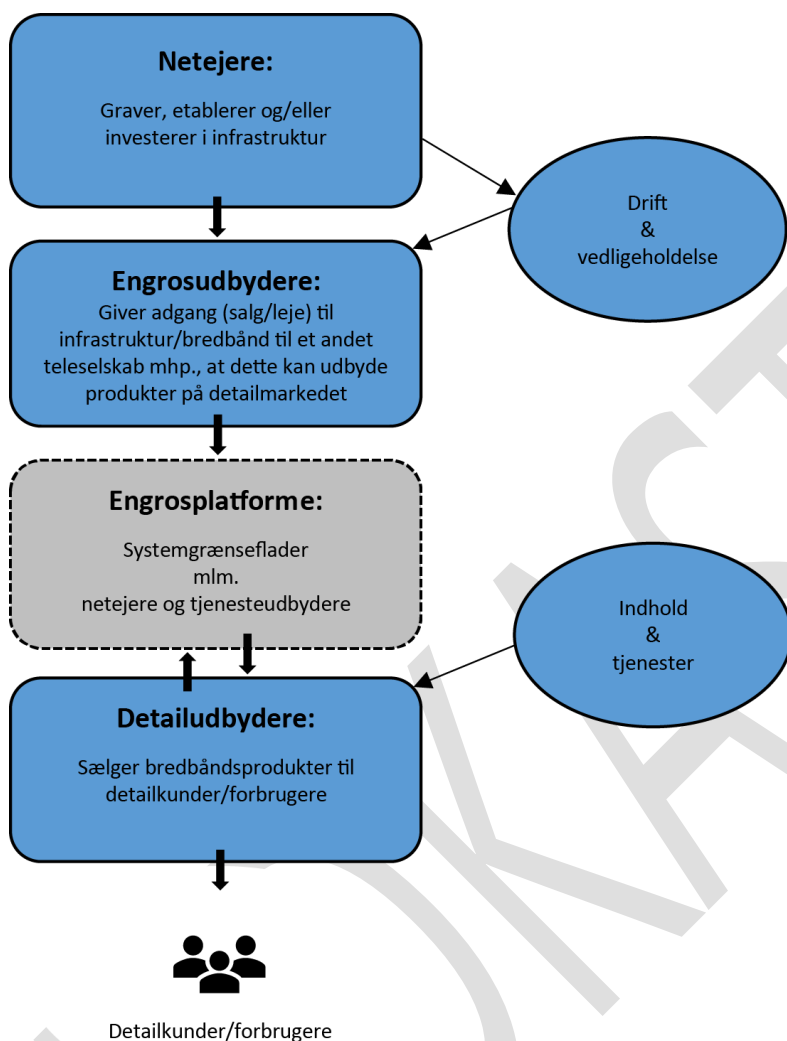 Netejere:
Graver, etablerer og/eller
investerer i infrastruktur
Drift
&
vedligeholdelse
Engrosudbydere:
Giver adgang (salg/leje) til
infrastruktur/bredbånd til et andet
teleselskab mhp., at dette kan udbyde
produkter på detailmarkedet
Engrosplatforme:
Systemgrænseflader
mlm.
netejere og tjenesteudbydere
Indhold
&
tjenester
Detailudbydere:
Sælger bredbåndsprodukter til
detailkunder/forbrugere
Detailkunder/forbrugere